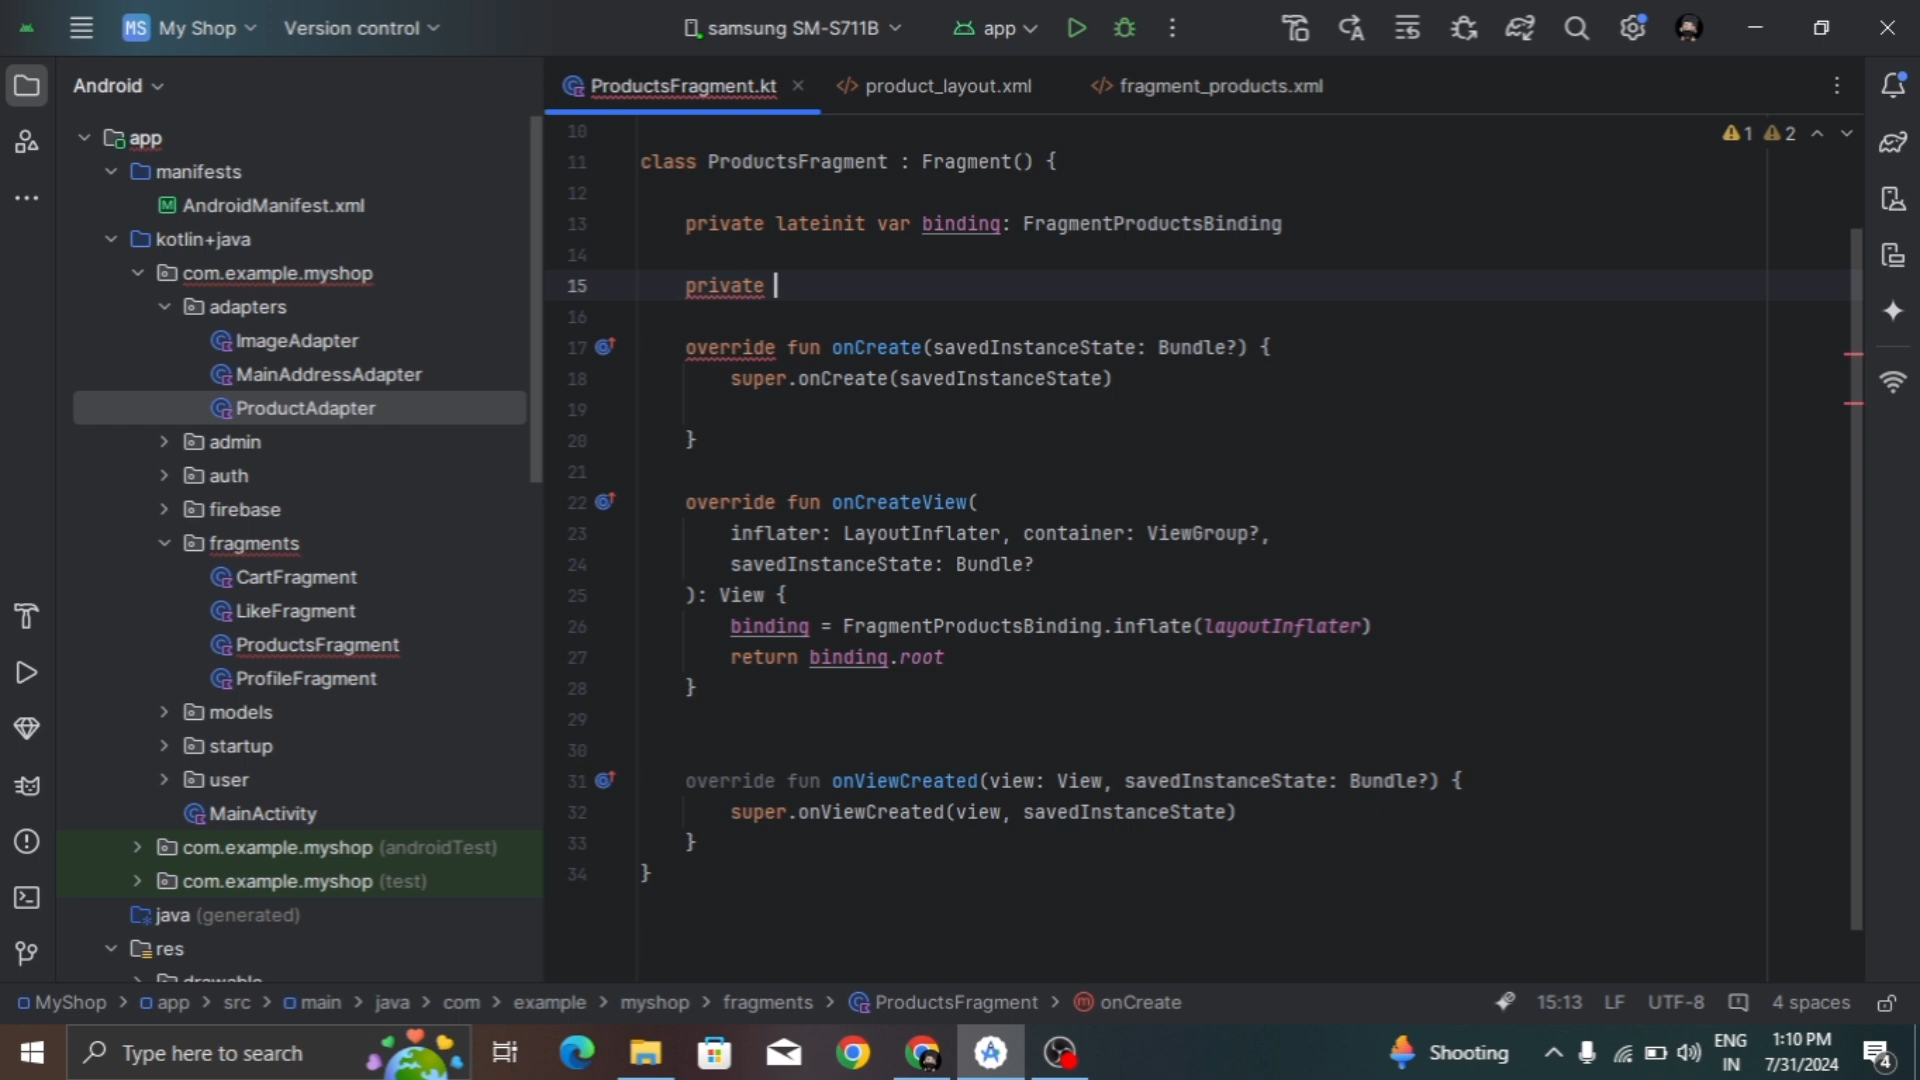 MS My Shop Version control samsung SM-S711B app
Android ProductsFragment.kt product_layout.xml fragment_products.xml
app
manifests
AndroidManifest.xml
kotlin+java
com.example.myshop
adapters
ImageAdapter
MainAddressAdapter
ProductAdapter
admin
auth
firebase
fragments
CartFragment
LikeFragment
ProductsFragment
ProfileFragment
models
startup
user
MainActivity
com.example.myshop (androidTest)
com.example.myshop (test)
java (generated)
res
drawable
1 2
10
11 class ProductsFragment : Fragment() {
12
13 private lateinit var binding: FragmentProductsBinding
14
15 private
16
17 override fun onCreate(savedInstanceState: Bundle?) {
18 super.onCreate(savedInstanceState)
19
20 }
21
22 override fun onCreateView(
23 inflater: LayoutInflater, container: ViewGroup?,
24 savedInstanceState: Bundle?
25 ): View {
26 binding = FragmentProductsBinding.inflate(layoutInflater)
27 return binding.root
28 }
29
30
31 override fun onViewCreated(view: View, savedInstanceState: Bundle?) {
32 super.onViewCreated(view, savedInstanceState)
33 }
34 }
MyShop > app > src > main > java > com > example > myshop > fragments > ProductsFragment > onCreate 15:13 LF UTF-8 4 spaces
Type here to search Shooting ENG IN 1:10 PM 7/31/2024 4